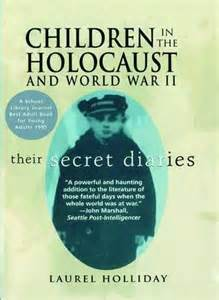 CHILDREN IN THE
HOLOCAUST
AND WORLD WAR II
A School
Library Journal
Best Adult Book
for Young
Adults 1995
their secret diaries
"A powerful and haunting
addition to the literature of
those fateful days when the
whole world was at war."
—John Marshall,
Seattle Post-Intelligencer
LAUREL HOLLIDAY